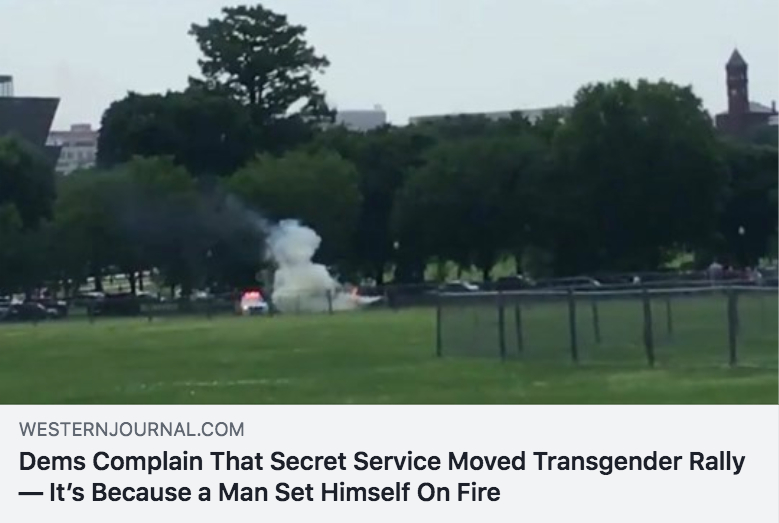 WESTERNJOURNAL.COM
Dems Complain That Secret Service Moved Transgender Rally
— It’s Because a Man Set Himself On Fire